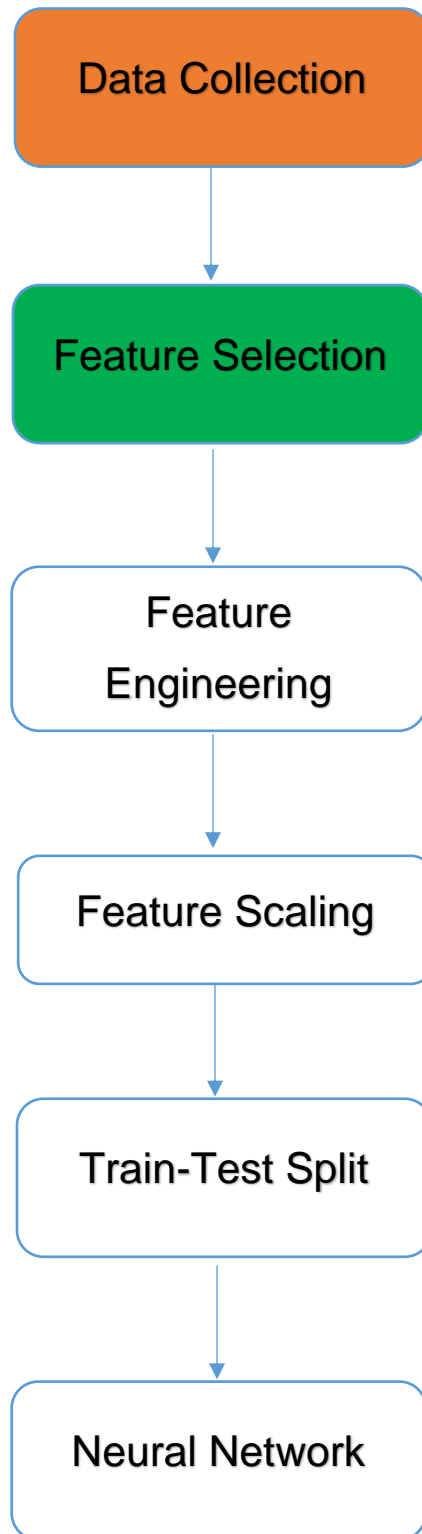 Data Collection
Feature Selection
Feature
Engineering
Feature Scaling
Train-Test Split
Neural Network